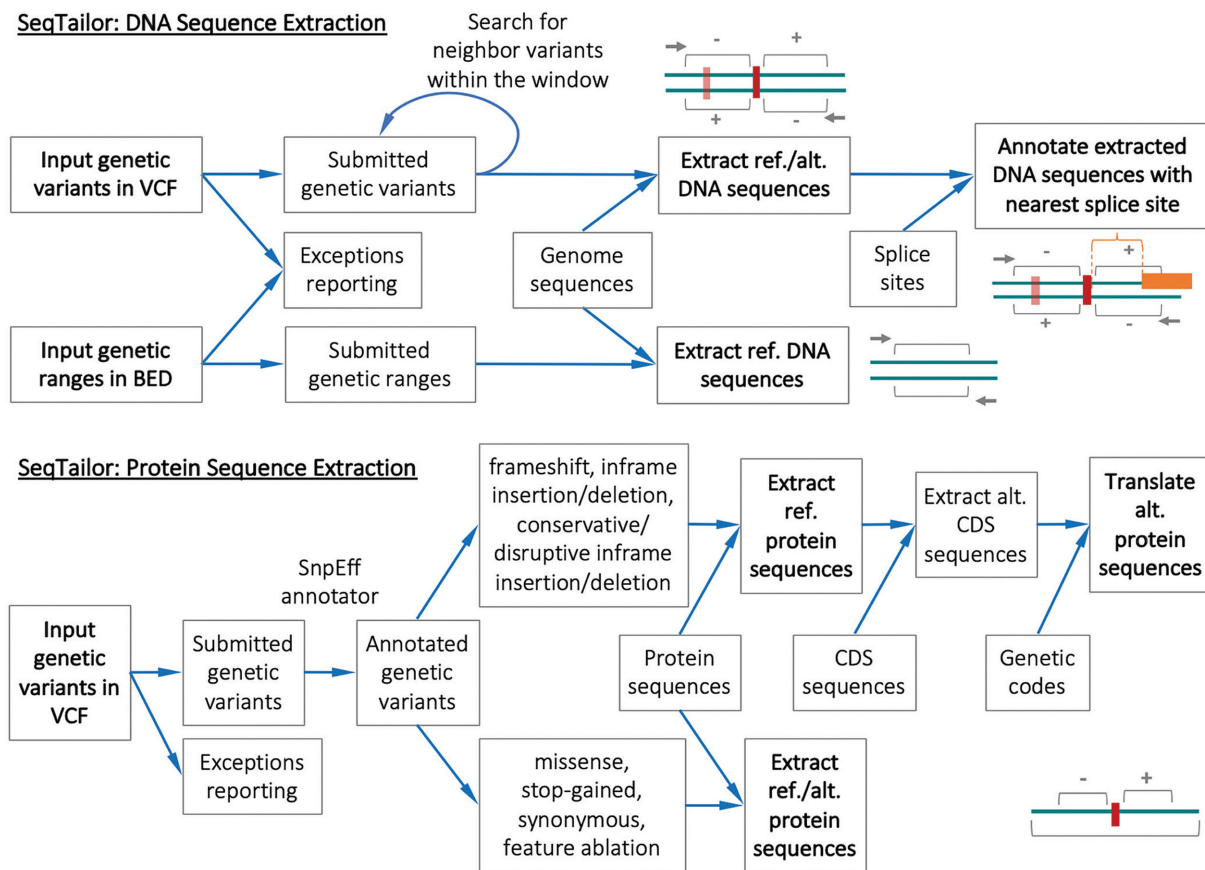 SeqTailor: DNA Sequence Extraction
Search for
neighbor variants
within the window
- +
+ -
Input genetic
variants in VCF
Submitted
genetic variants
Extract ref./alt.
DNA sequences
Annotate extracted
DNA sequences with
nearest splice site
Exceptions
reporting
Genome
sequences
Splice
sites
- +
+ -
Input genetic
ranges in BED
Submitted
genetic ranges
Extract ref. DNA
sequences
SeqTailor: Protein Sequence Extraction
frameshift, inframe
insertion/deletion,
conservative/
disruptive inframe
insertion/deletion
Extract
ref.
protein
sequences
Extract alt.
CDS
sequences
Translate
alt.
protein
sequences
SnpEff
annotator
Input
genetic
variants in
VCF
Submitted
genetic
variants
Annotated
genetic
variants
Protein
sequences
CDS
sequences
Genetic
codes
Exceptions
reporting
missense,
stop-gained,
synonymous,
feature ablation
Extract
ref./alt.
protein
sequences
- +